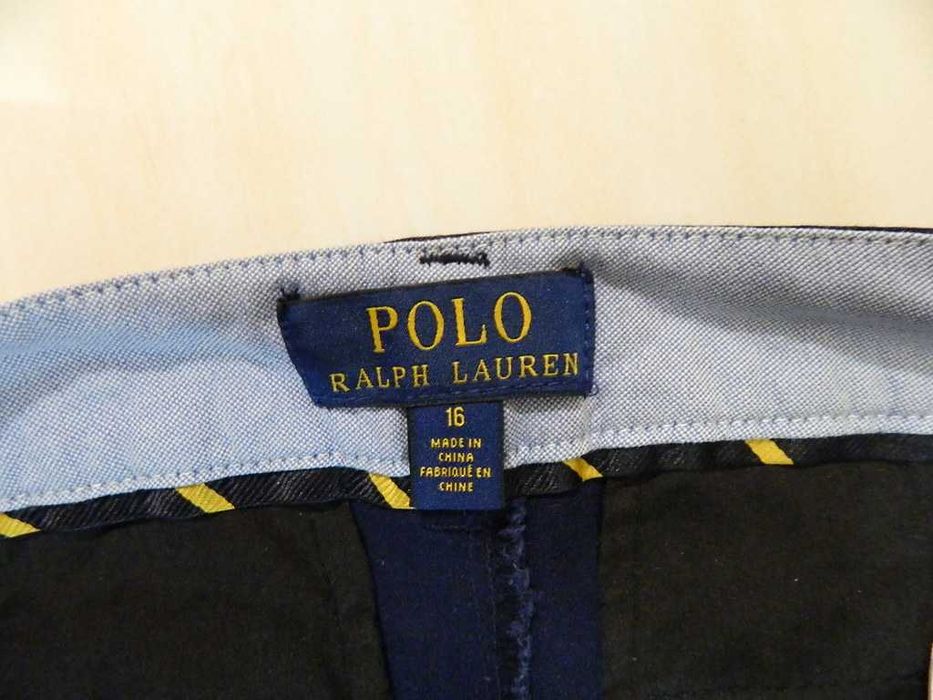 POLO
RALPH LAUREN
16
MADE IN
CHINA
FABRIQUÉ EN
CHINE